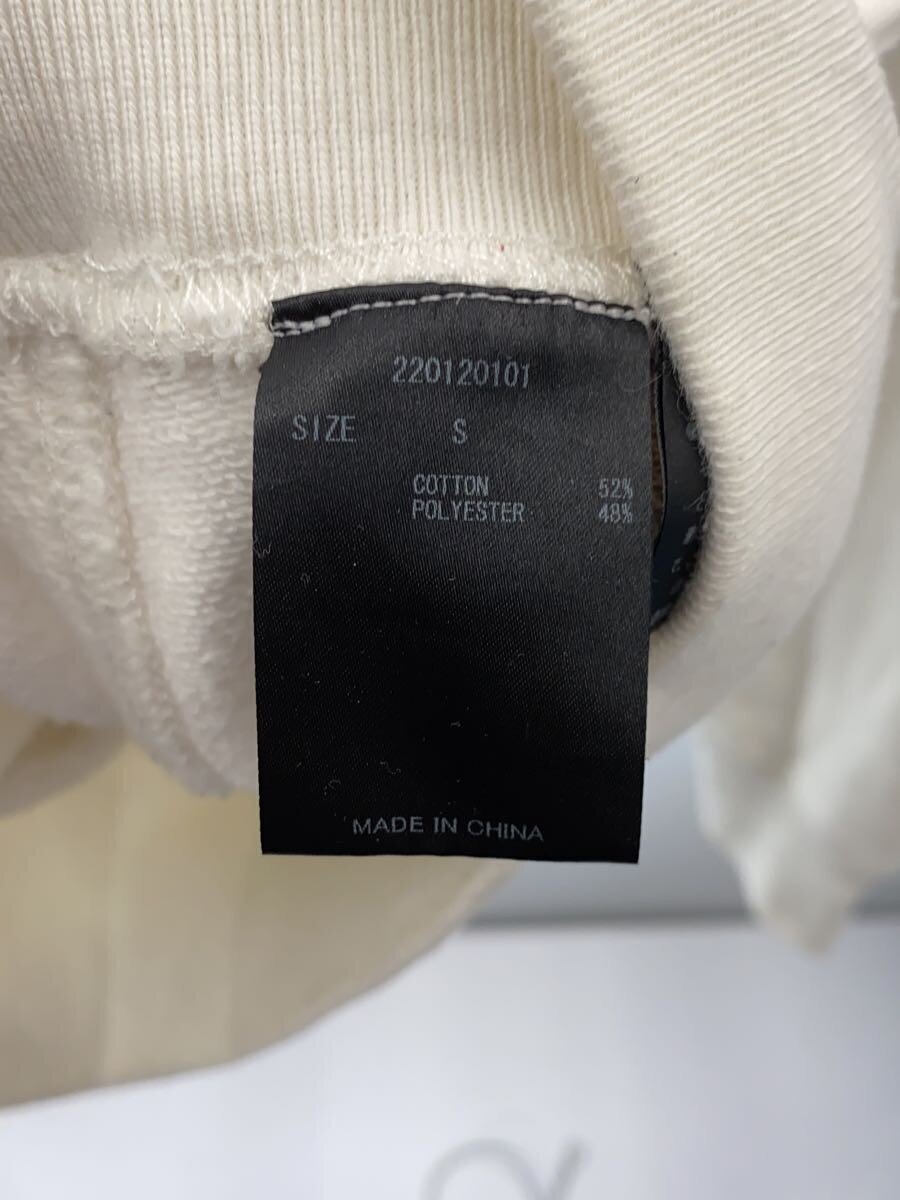 220120101
SIZE S
COTTON 52%
POLYESTER 48%
MADE IN CHINA